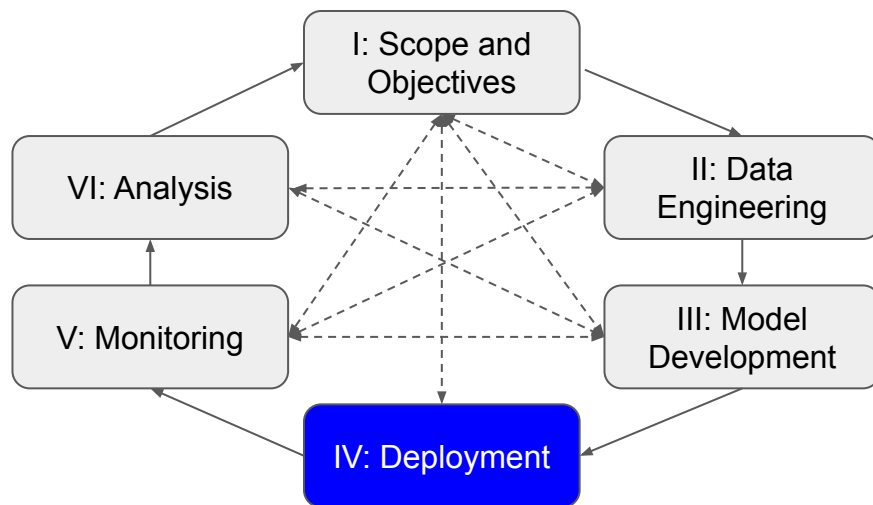 I: Scope and
Objectives
II: Data
Engineering
III: Model
Development
IV: Deployment
V: Monitoring
VI: Analysis